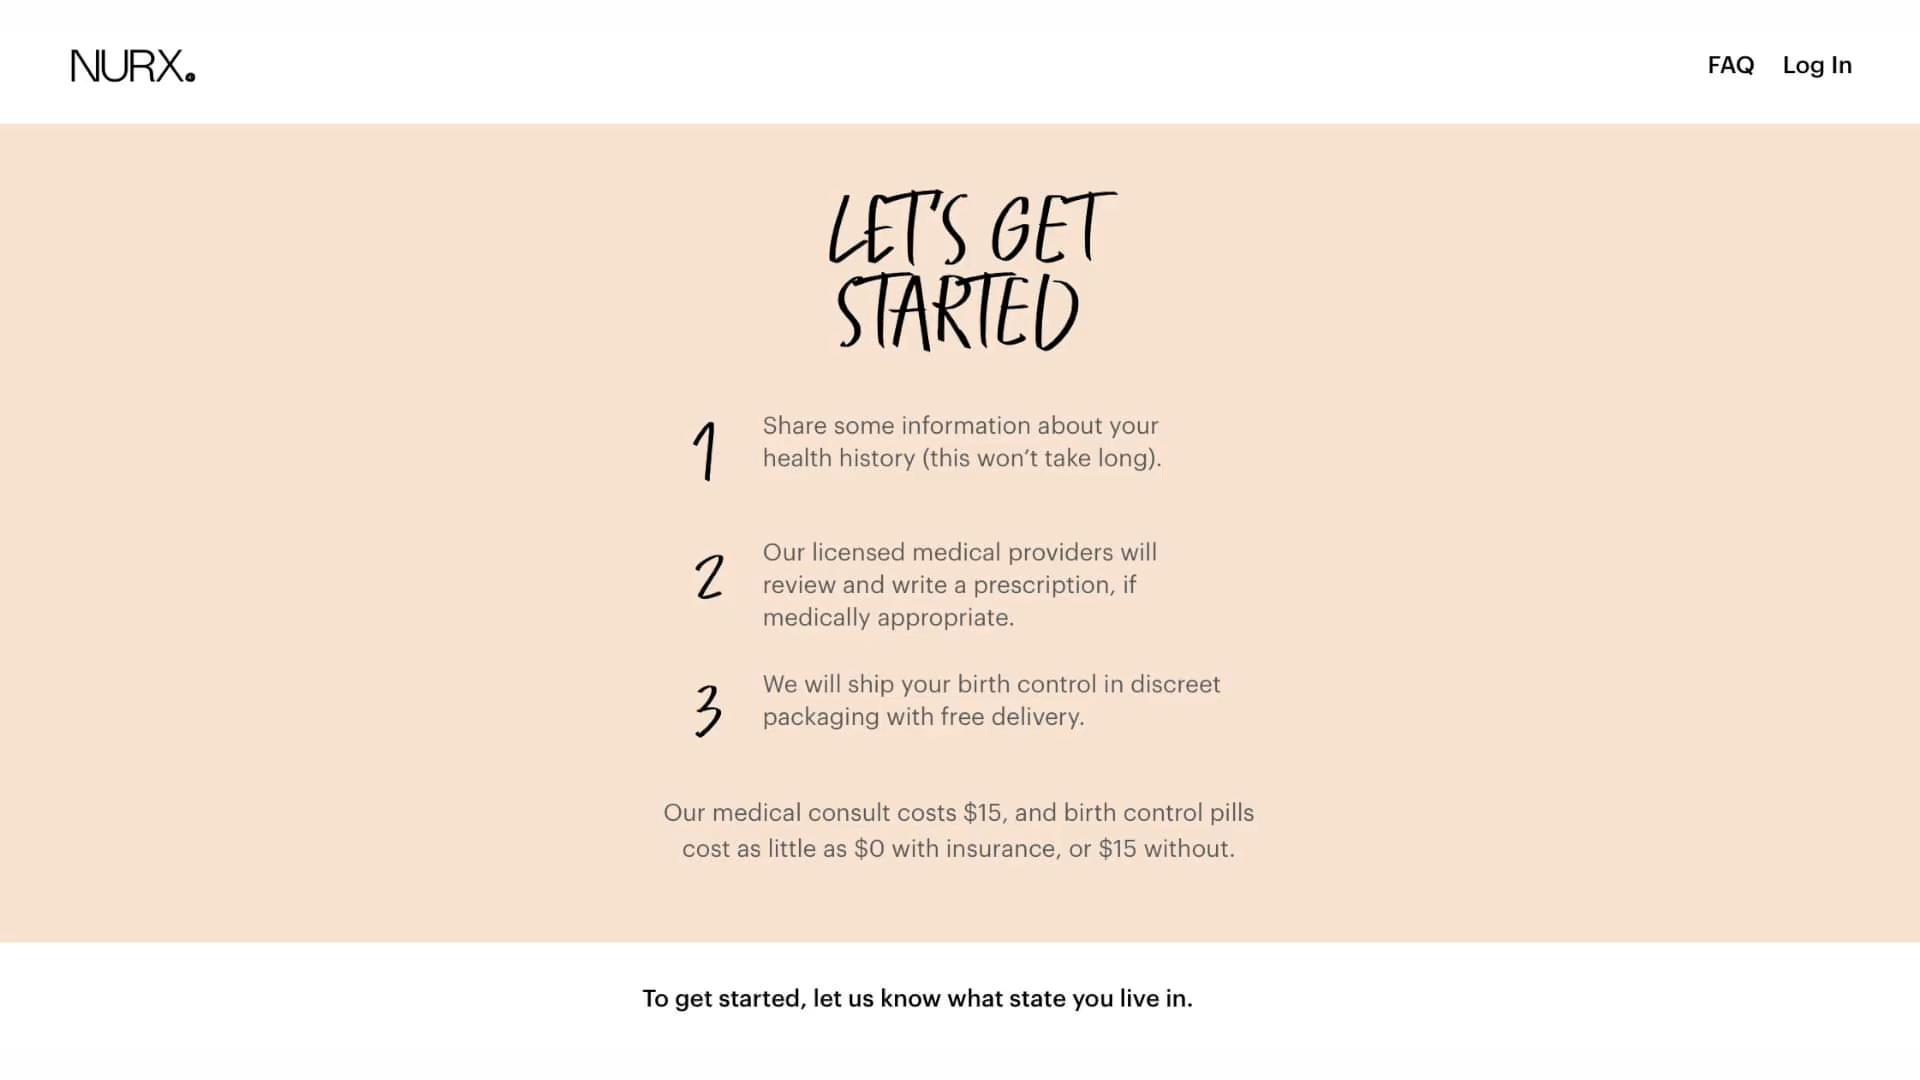 NURX.
FAQ
Log In
LET'S GET
STARTED
1
Share some information about your
health history (this won’t take long).
2
Our licensed medical providers will
review and write a prescription, if
medically appropriate.
3
We will ship your birth control in discreet
packaging with free delivery.
Our medical consult costs $15, and birth control pills
cost as little as $0 with insurance, or $15 without.
To get started, let us know what state you live in.